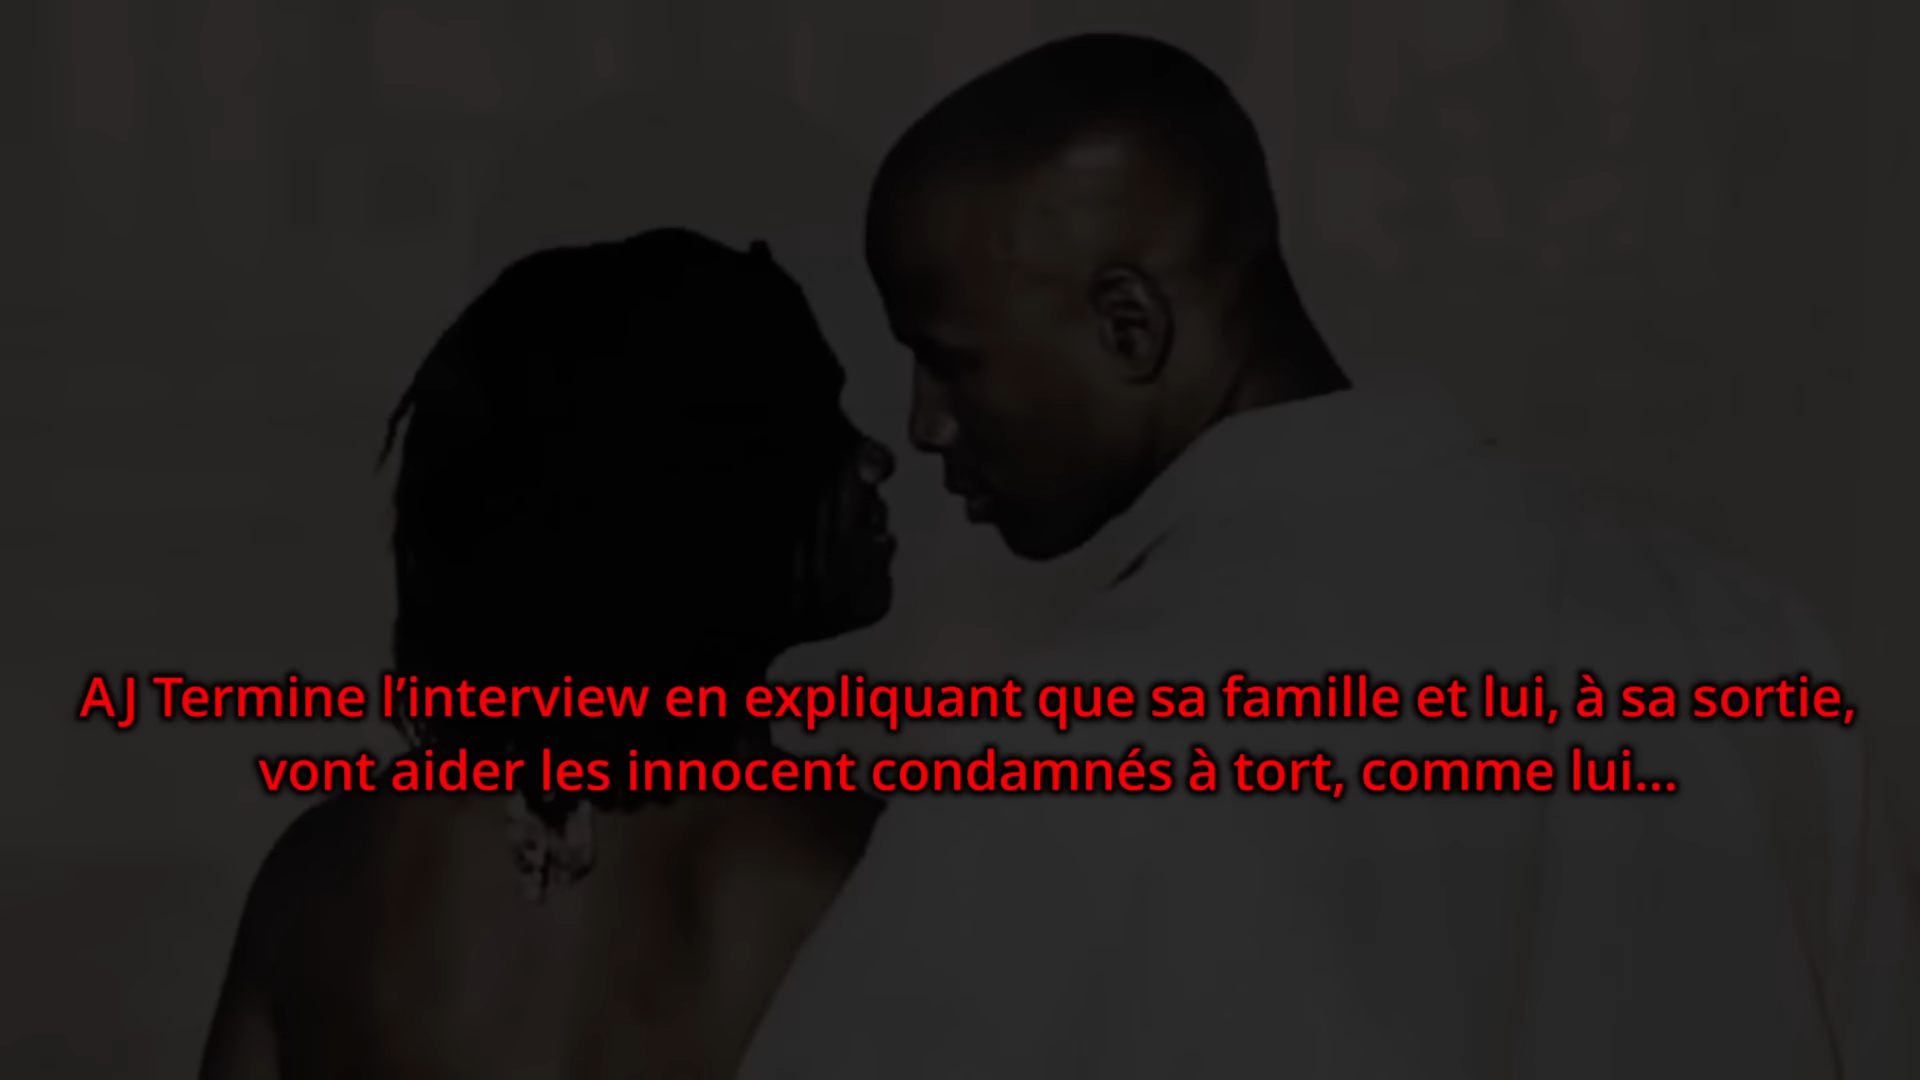 AJ Termine l’interview en expliquant que sa famille et lui, à sa sortie,
vont aider les innocent condamnés à tort, comme lui...